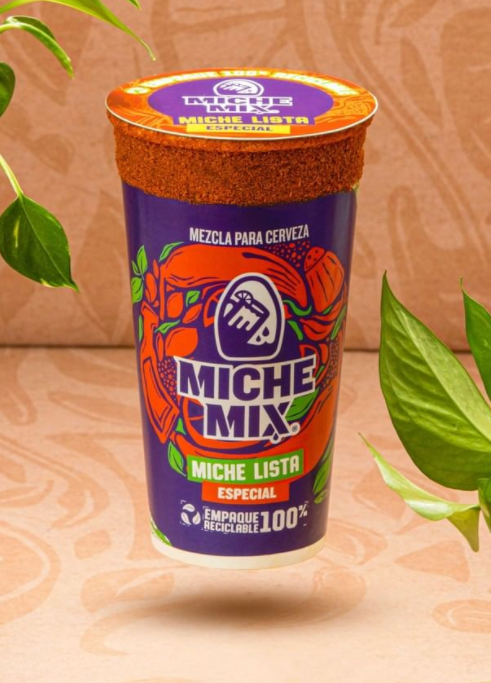 MICHE
MIX
MICHE LISTA
ESPECIAL
MEZCLA PARA CERVEZA
MICHE
MIX®
MICHE LISTA
ESPECIAL
EMPAQUE
RECICLABLE 100%